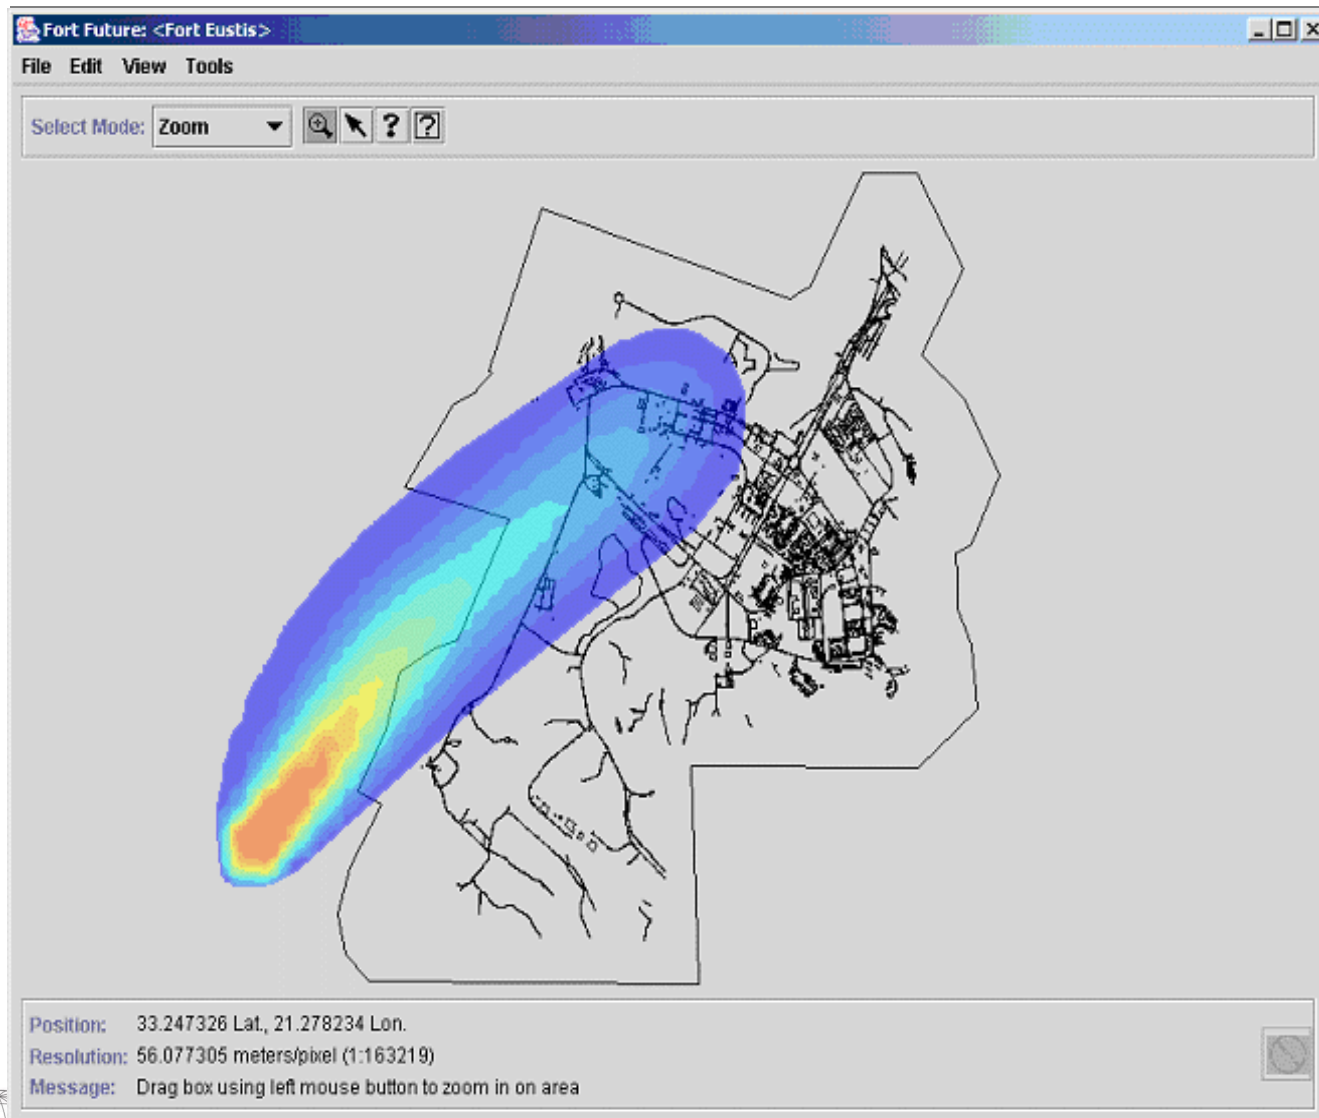 Fort Future: <Fort Eustis>
File Edit View Tools
Select Mode: Zoom
Position: 33.247326 Lat., 21.278234 Lon.
Resolution: 56.077305 meters/pixel (1:163219)
Message: Drag box using left mouse button to zoom in on area